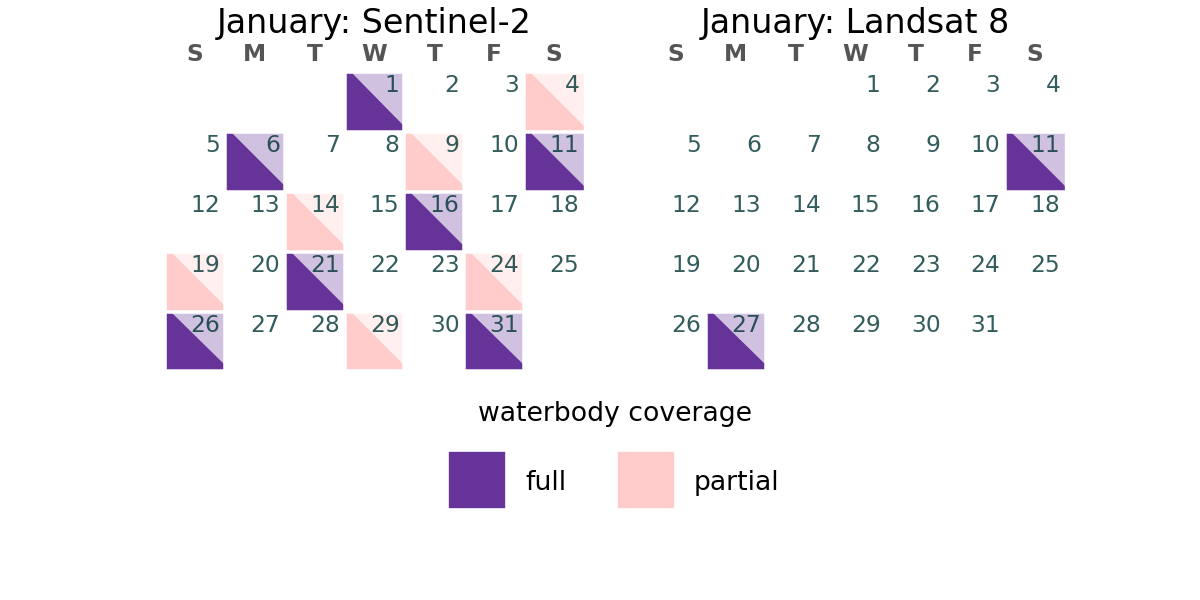 January: Sentinel-2
S M T W T F S
1 2 3 4
5 6 7 8 9 10 11
12 13 14 15 16 17 18
19 20 21 22 23 24 25
26 27 28 29 30 31
January: Landsat 8
S M T W T F S
1 2 3 4
5 6 7 8 9 10 11
12 13 14 15 16 17 18
19 20 21 22 23 24 25
26 27 28 29 30 31
waterbody coverage
full partial